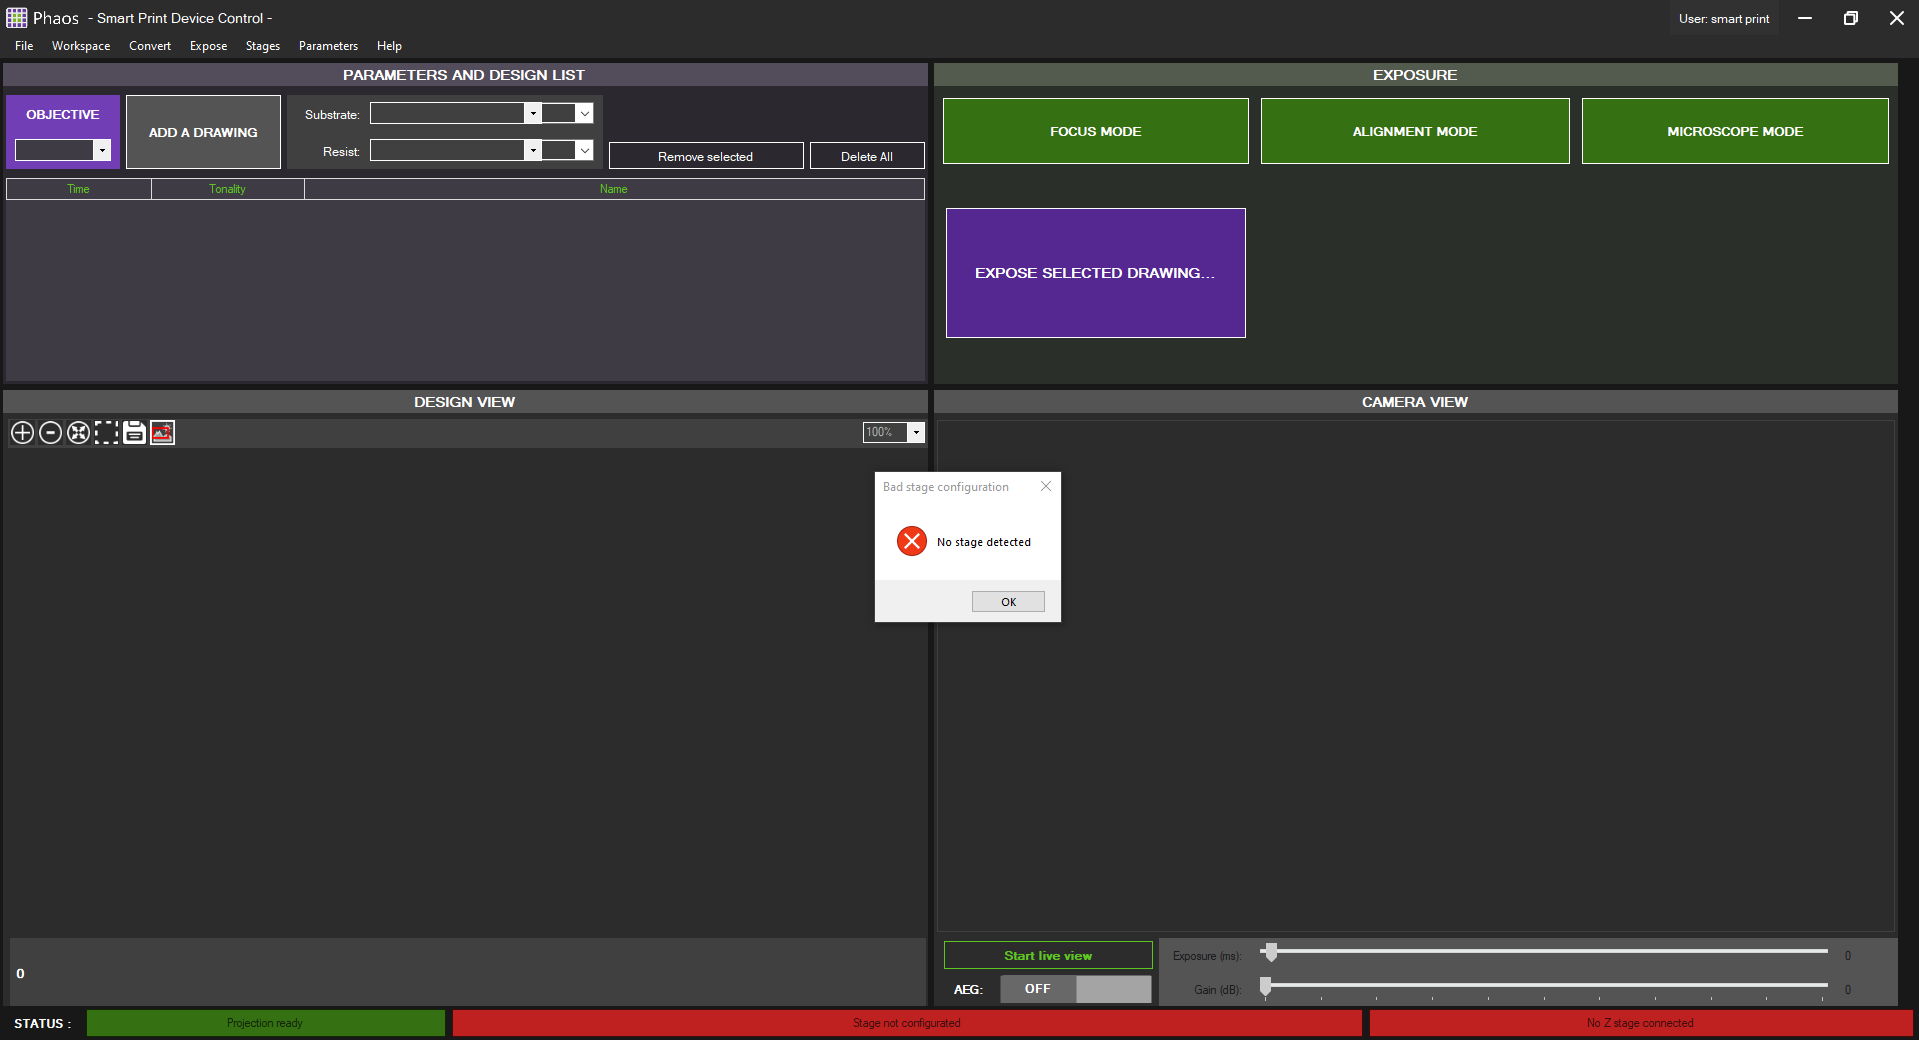 Phaos - Smart Print Device Control -
User: smart print
File Workspace Convert Expose Stages Parameters Help
PARAMETERS AND DESIGN LIST
OBJECTIVE
ADD A DRAWING
Substrate:
Resist:
Remove selected
Delete All
Time Tonality Name
EXPOSURE
FOCUS MODE
ALIGNMENT MODE
MICROSCOPE MODE
EXPOSE SELECTED DRAWING...
DESIGN VIEW
100%
0
CAMERA VIEW
Bad stage configuration
No stage detected
OK
Start live view
AEG: OFF
Exposure (ms): 0
Gain (dB): 0
STATUS : Projection ready Stage not configurated No Z stage connected